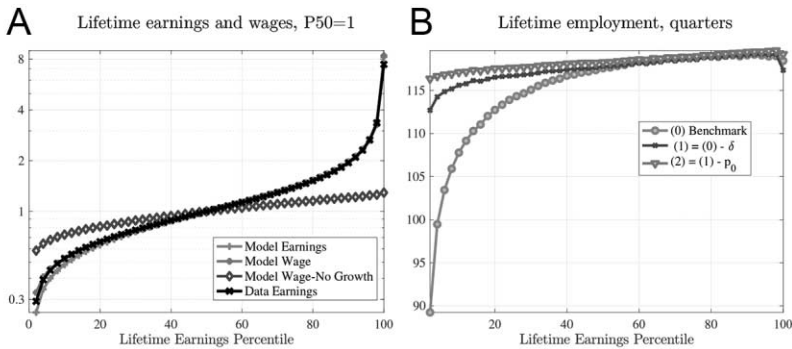 A
Lifetime earnings and wages, P50=1
8
4
2
1
0.3
0 20 40 60 80 100
Lifetime Earnings Percentile
Model Earnings
Model Wage
Model Wage-No Growth
Data Earnings
B
Lifetime employment, quarters
115
110
105
100
95
90
20 40 60 80 100
Lifetime Earnings Percentile
(0) Benchmark
(1) = (0) - δ
(2) = (1) - p₀